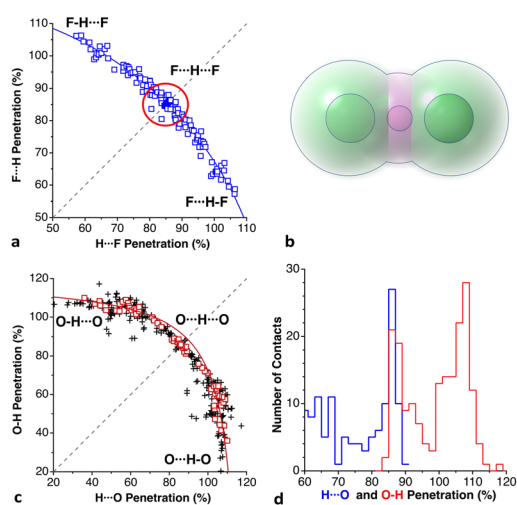 F-H···F
F···H···F
F···H-F
F···H Penetration (%)
110
100
90
80
70
60
50
50 60 70 80 90 100 110
H···F Penetration (%)
a
b
O-H···O
O···H···O
O···H-O
O-H Penetration (%)
120
100
80
60
40
20
20 40 60 80 100 120
H···O Penetration (%)
c
Number of Contacts
30
20
10
0
60 70 80 90 100 110 120
H···O and O-H Penetration (%)
d